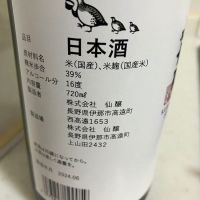 品目 日本酒
原材料名 米(国産)、米麹(国産米)
精米歩合 39%
アルコール分 16度
内容量 720㎖
製造者 株式会社 仙醸
長野県伊那市高遠町
西高遠1653
製造場 株式会社 仙醸
長野県伊那市高遠町
上山田2432
2024.06